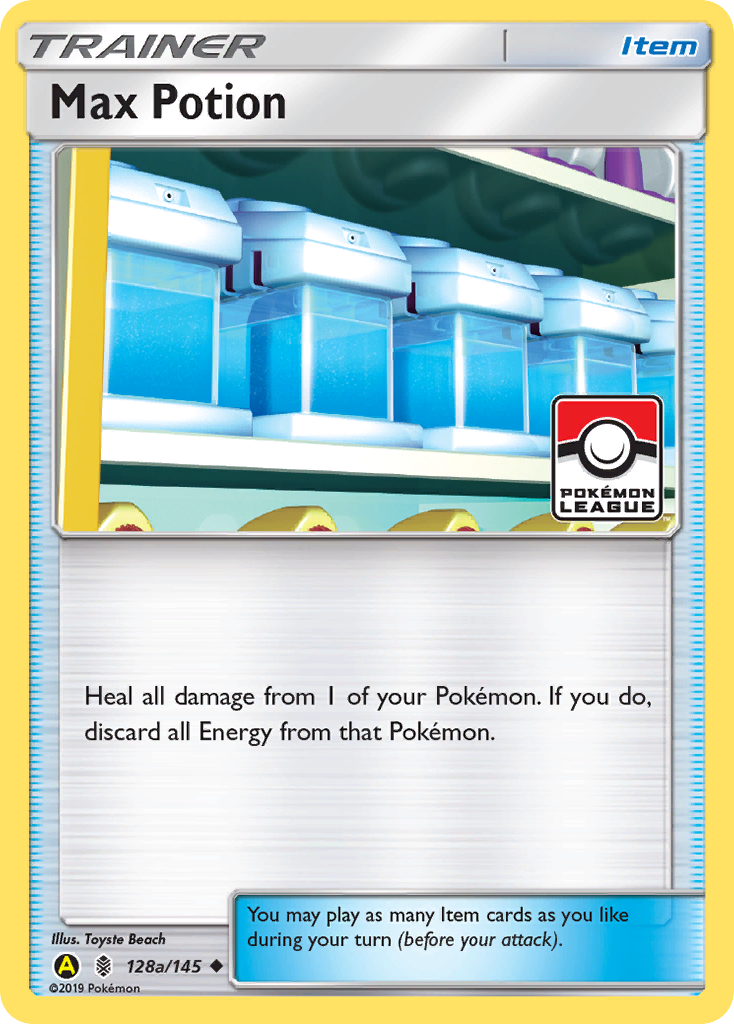 TRAINER
Item
Max Potion
POKÉMON
LEAGUE
TM
Heal all damage from 1 of your Pokémon. If you do,
discard all Energy from that Pokémon.
You may play as many Item cards as you like
during your turn (before your attack).
Illus. Toyste Beach
A
128a/145
©2019 Pokémon